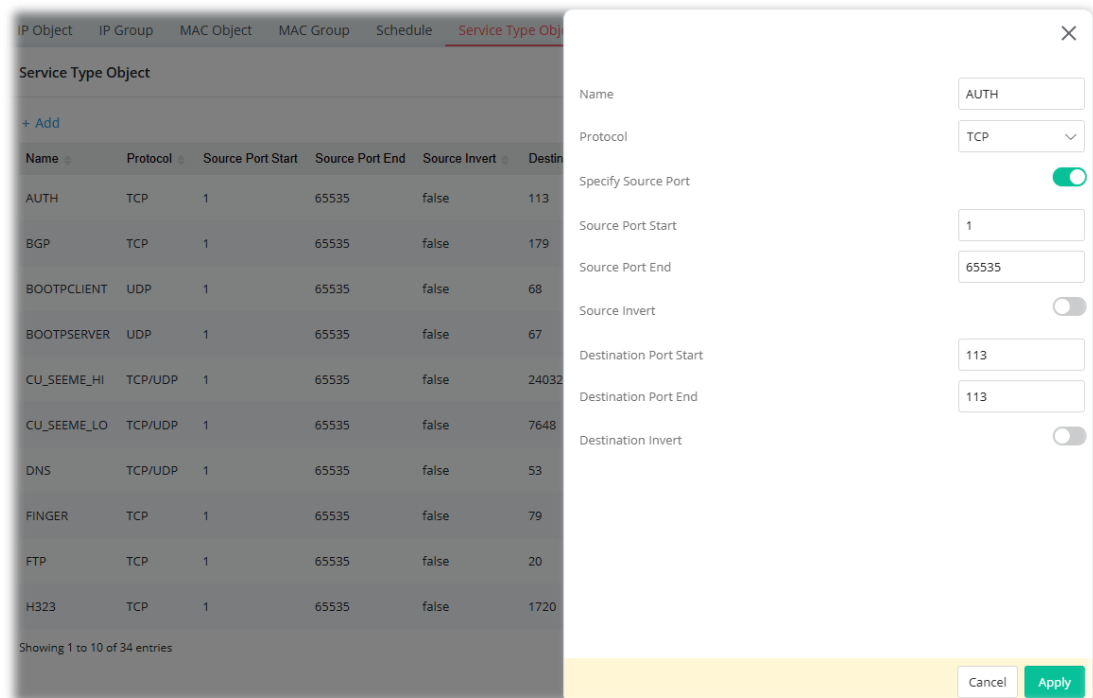 IP Object IP Group MAC Object MAC Group Schedule Service Type Obj
Service Type Object
+ Add
Name Protocol Source Port Start Source Port End Source Invert Destin
AUTH TCP 1 65535 false 113
BGP TCP 1 65535 false 179
BOOTPCLIENT UDP 1 65535 false 68
BOOTPSERVER UDP 1 65535 false 67
CU_SEEME_HI TCP/UDP 1 65535 false 24032
CU_SEEME_LO TCP/UDP 1 65535 false 7648
DNS TCP/UDP 1 65535 false 53
FINGER TCP 1 65535 false 79
FTP TCP 1 65535 false 20
H323 TCP 1 65535 false 1720
Showing 1 to 10 of 34 entries
Name AUTH
Protocol TCP
Specify Source Port
Source Port Start 1
Source Port End 65535
Source Invert
Destination Port Start 113
Destination Port End 113
Destination Invert
Cancel Apply